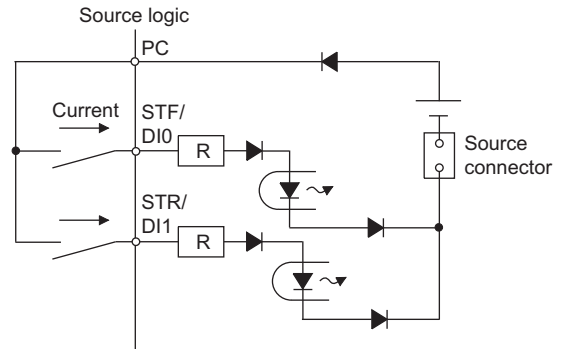 Source logic
PC
Current
STF/
DI0
R
Source
connector
STR/
DI1
R